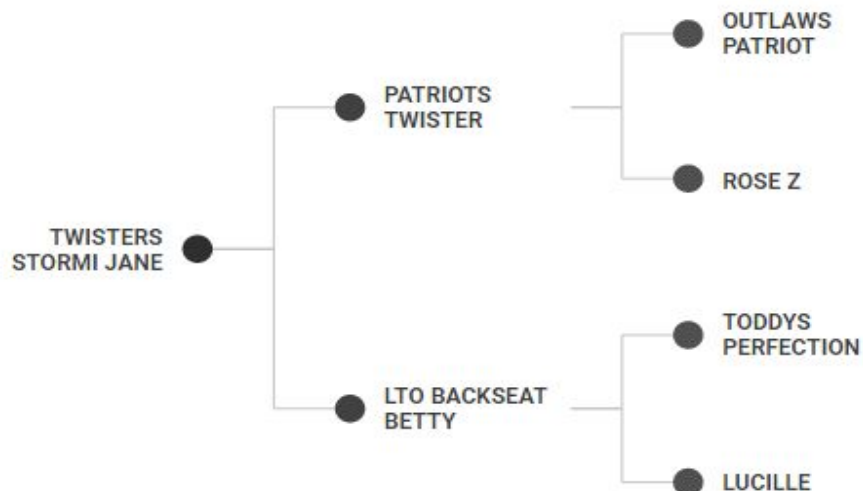 OUTLAWS
PATRIOT
PATRIOTS
TWISTER
ROSE Z
TWISTERS
STORMI JANE
TODDYS
PERFECTION
LTO BACKSEAT
BETTY
LUCILLE